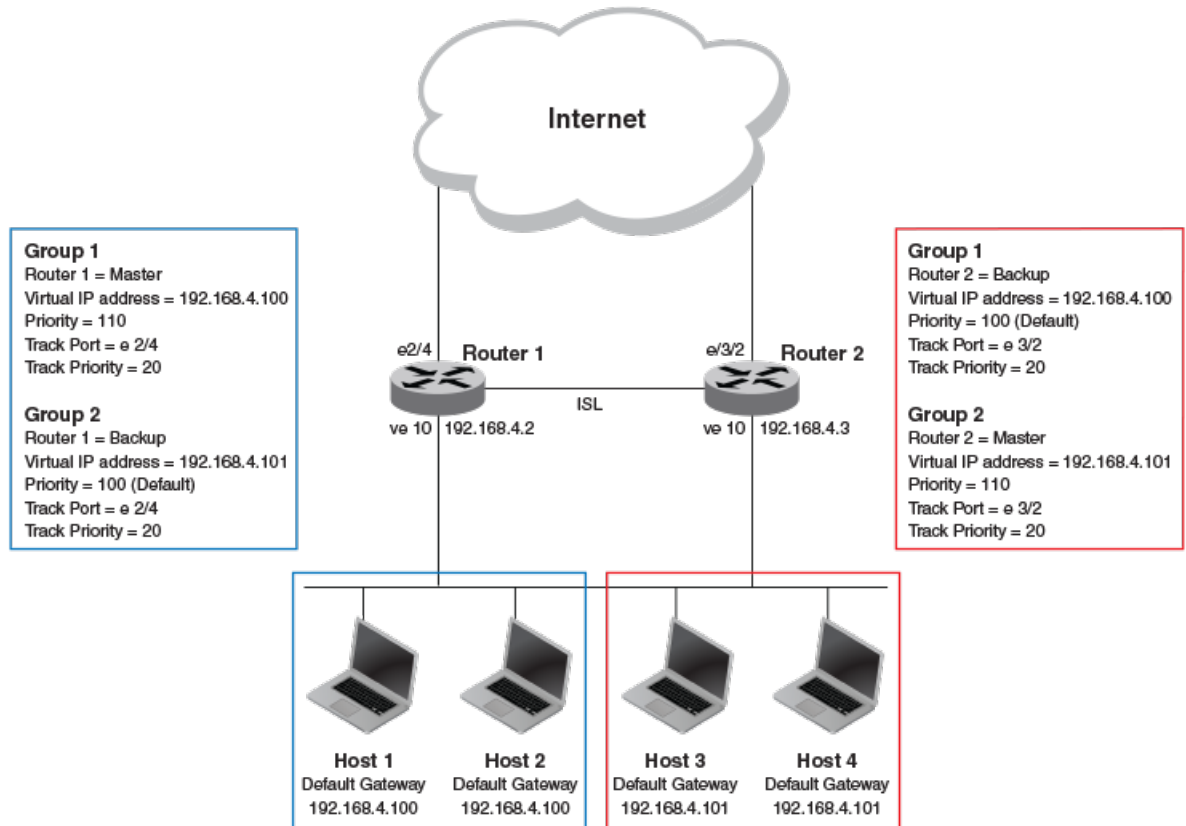 Internet
Group 1
Router 1 = Master
Virtual IP address = 192.168.4.100
Priority = 110
Track Port = e 2/4
Track Priority = 20
Group 2
Router 1 = Backup
Virtual IP address = 192.168.4.101
Priority = 100 (Default)
Track Port = e 2/4
Track Priority = 20
e2/4 Router 1
e/3/2 Router 2
ISL
ve 10 192.168.4.2
ve 10 192.168.4.3
Group 1
Router 2 = Backup
Virtual IP address = 192.168.4.100
Priority = 100 (Default)
Track Port = e 3/2
Track Priority = 20
Group 2
Router 2 = Master
Virtual IP address = 192.168.4.101
Priority = 110
Track Port = e 3/2
Track Priority = 20
Host 1
Default Gateway
192.168.4.100
Host 2
Default Gateway
192.168.4.100
Host 3
Default Gateway
192.168.4.101
Host 4
Default Gateway
192.168.4.101